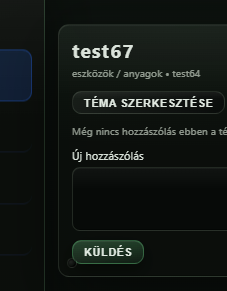 test67
eszközök / anyagok • test64
TÉMA SZERKESZTÉSE
Még nincs hozzászólás ebben a té
Új hozzászólás
KÜLDÉS